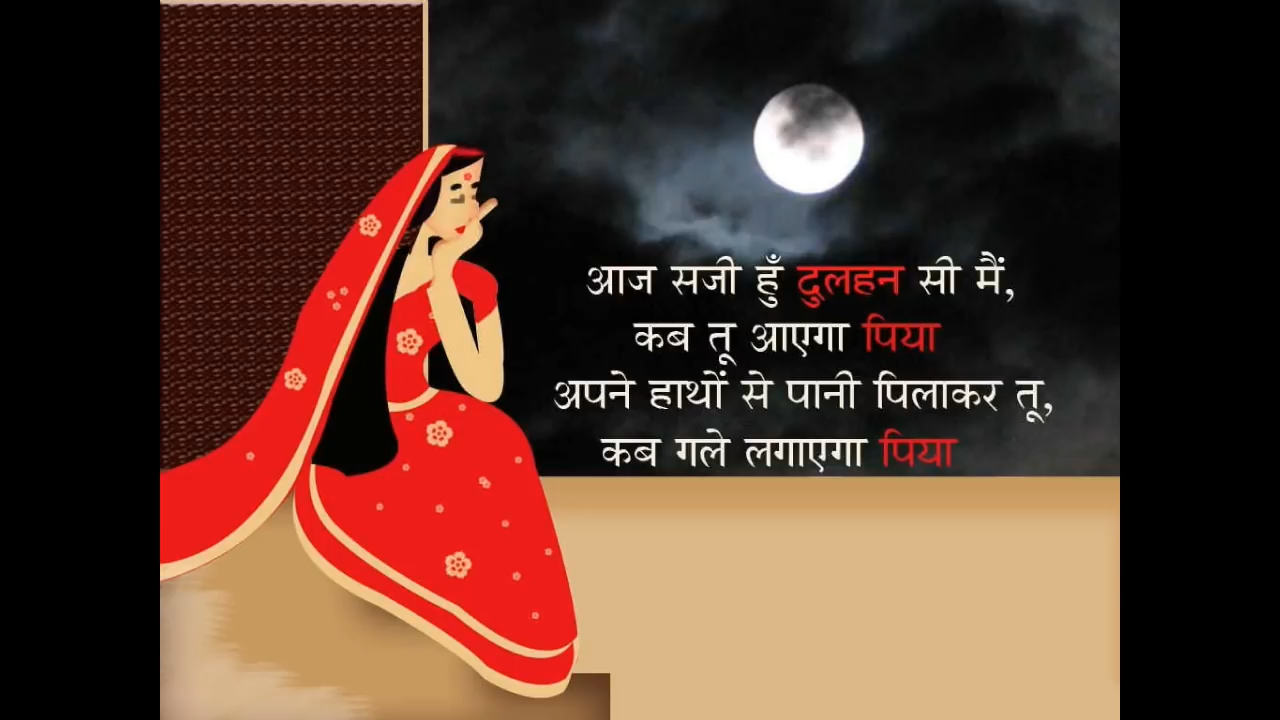 आज सजी हुँ दुलहन सी मैं,
कब तू आएगा पिया
अपने हाथों से पानी पिलाकर तू,
कब गले लगाएगा पिया